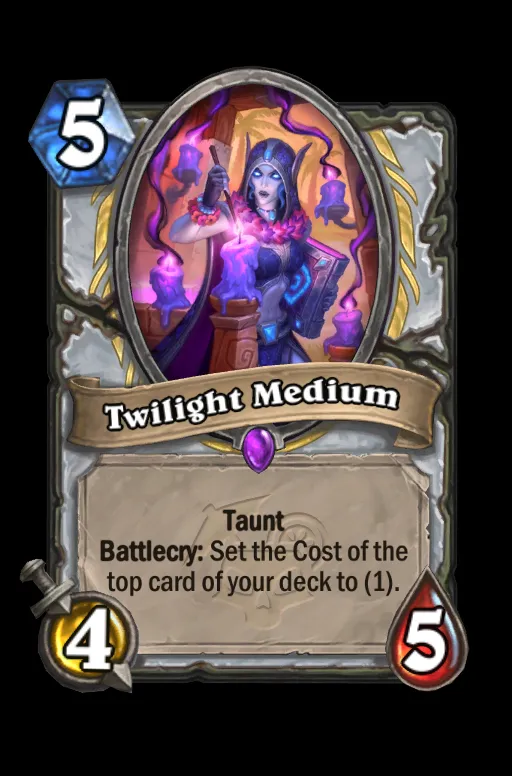 5
Twilight Medium
Taunt
Battlecry: Set the Cost of the
top card of your deck to (1).
4
5